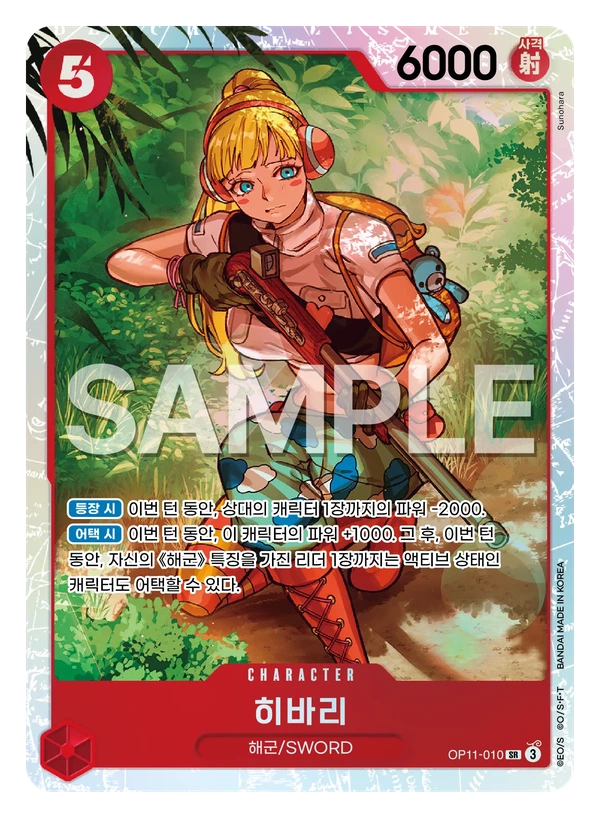 5
6000
사격
射
Sunohara
SAMPLE
등장 시 이번 턴 동안, 상대의 캐릭터 1장까지의 파워 -2000.
어택 시 이번 턴 동안, 이 캐릭터의 파워 +1000. 그 후, 이번 턴
동안, 자신의 《해군》 특징을 가진 리더 1장까지는 액티브 상태인
캐릭터도 어택할 수 있다.
CHARACTER
히바리
해군/SWORD
OP11-010 SR 3
©EO/S ©O/S·F·T BANDAI MADE IN KOREA